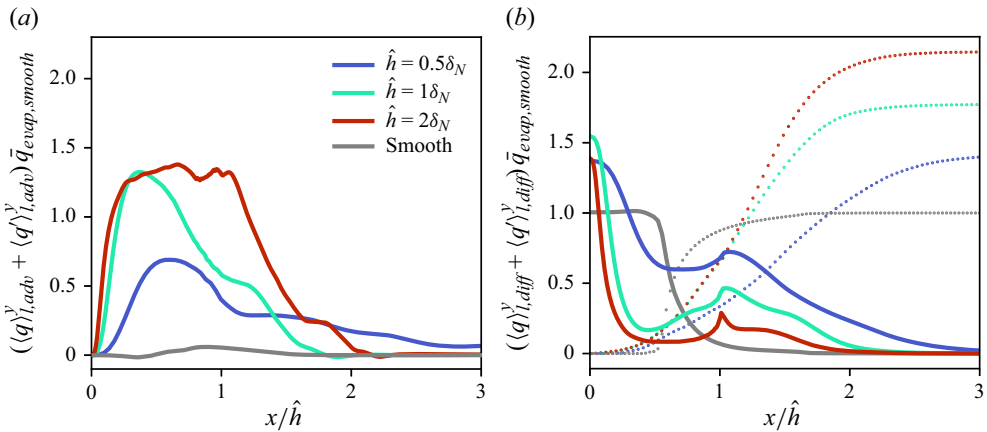 (a)
(⟨q⟩^y_{l,adv} + ⟨q′⟩^y_{l,adv}) q̄_{evap,smooth}
2.0
1.5
1.0
0.5
0
ĥ = 0.5δ_N
ĥ = 1δ_N
ĥ = 2δ_N
Smooth
0 1 2 3
x/ĥ
(b)
(⟨q⟩^y_{l,diff} + ⟨q′⟩^y_{l,diff}) q̄_{evap,smooth}
2.0
1.5
1.0
0.5
0
0 1 2 3
x/ĥ